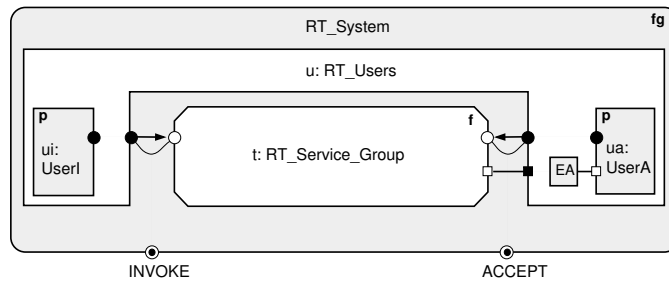 fg
RT_System
u: RT_Users
p
ui:
UserI
f
t: RT_Service_Group
p
ua:
UserA
EA
INVOKE
ACCEPT